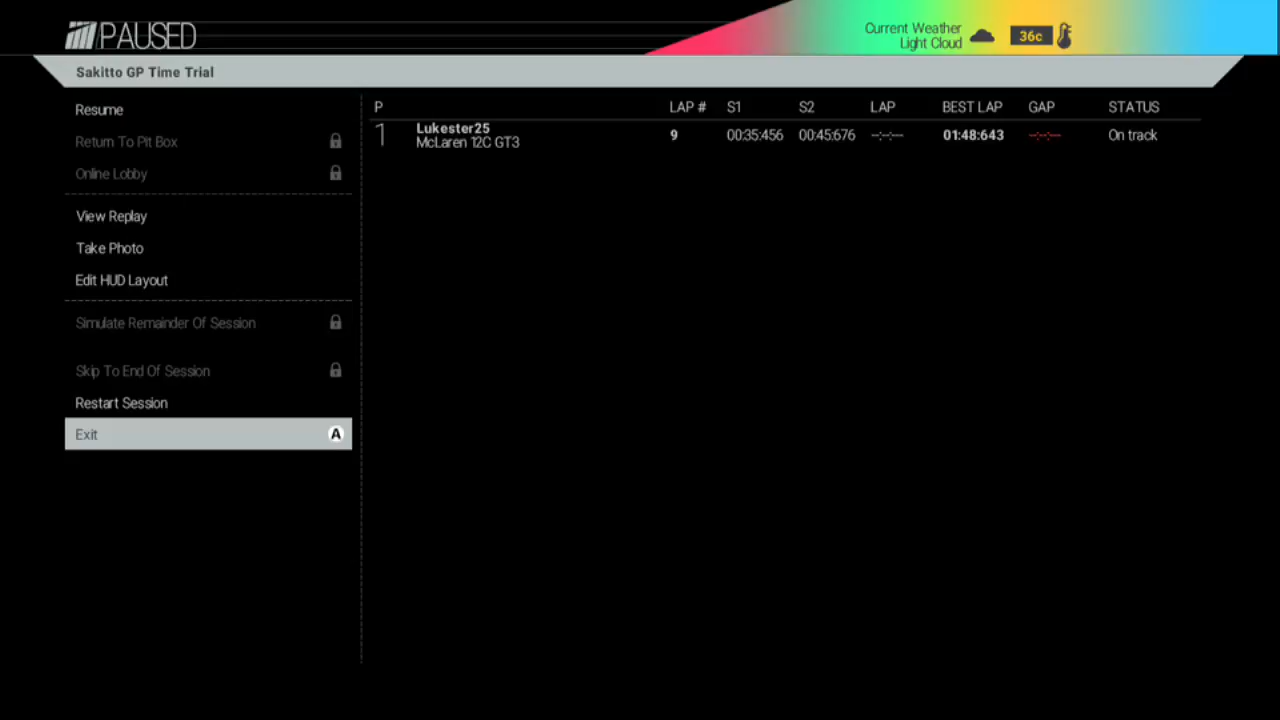 PAUSED
Current Weather
Light Cloud
36c
Sakitto GP Time Trial
Resume
Return To Pit Box
Online Lobby
View Replay
Take Photo
Edit HUD Layout
Simulate Remainder Of Session
Skip To End Of Session
Restart Session
Exit A
P LAP # S1 S2 LAP BEST LAP GAP STATUS
1 Lukester25 9 00:35:456 00:45:676 --:--:--- 01:48:643 --:--:--- On track
McLaren 12C GT3